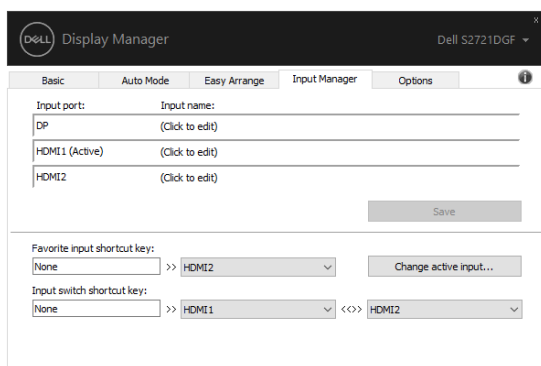 x
DELL Display Manager Dell S2721DGF
Basic Auto Mode Easy Arrange Input Manager Options i
Input port: Input name:
DP (Click to edit)
HDMI1 (Active) (Click to edit)
HDMI2 (Click to edit)
Save
Favorite input shortcut key:
None >> HDMI2 Change active input...
Input switch shortcut key:
None >> HDMI1 <<>> HDMI2